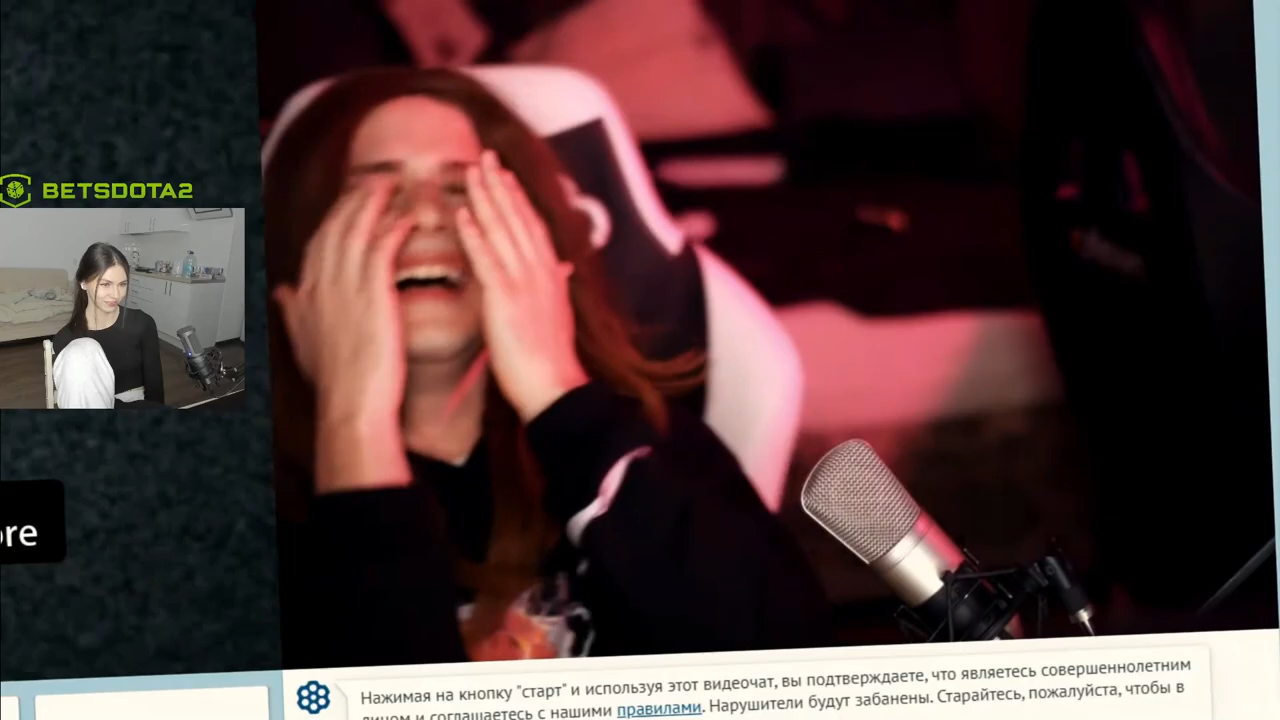 BETSDOTA2
ore
Нажимая на кнопку "старт" и используя этот видеочат, вы подтверждаете, что являетесь совершеннолетним
лицом и соглашаетесь с нашими правилами. Нарушители будут забанены. Старайтесь, пожалуйста, чтобы в